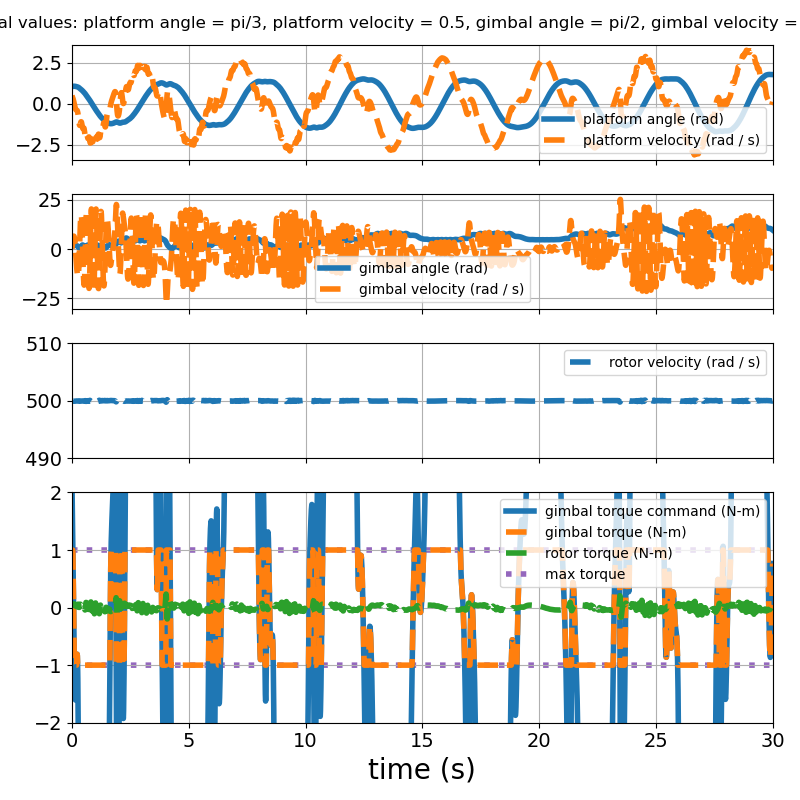 al values: platform angle = pi/3, platform velocity = 0.5, gimbal angle = pi/2, gimbal velocity =
2.5
0.0
−2.5
platform angle (rad)
platform velocity (rad / s)
25
0
−25
gimbal angle (rad)
gimbal velocity (rad / s)
510
500
490
rotor velocity (rad / s)
2
1
0
−1
−2
gimbal torque command (N-m)
gimbal torque (N-m)
rotor torque (N-m)
max torque
0 5 10 15 20 25 30
time (s)